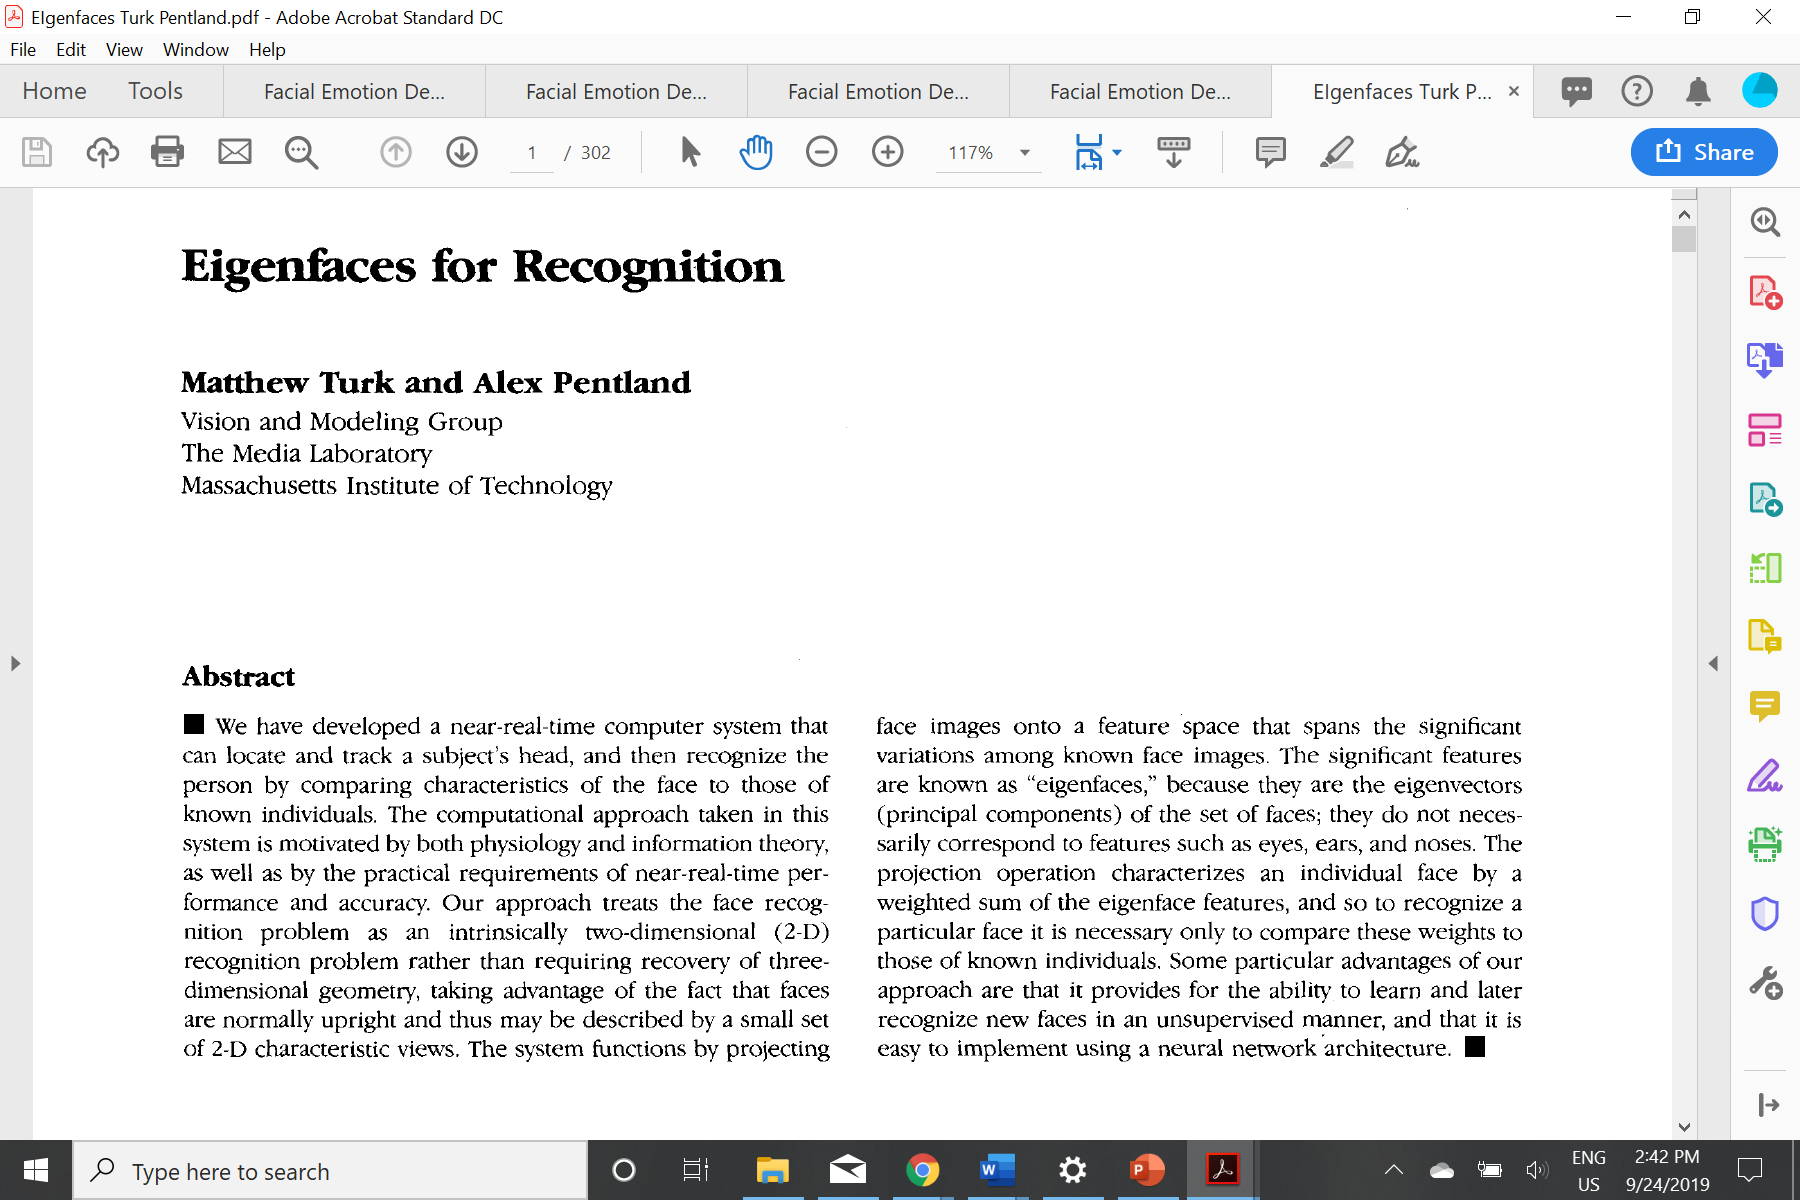 EIgenfaces Turk Pentland.pdf - Adobe Acrobat Standard DC
File Edit View Window Help
Home Tools Facial Emotion De... Facial Emotion De... Facial Emotion De... Facial Emotion De... EIgenfaces Turk P... ×
1 / 302 117% Share
Eigenfaces for Recognition
Matthew Turk and Alex Pentland
Vision and Modeling Group
The Media Laboratory
Massachusetts Institute of Technology
Abstract
We have developed a near-real-time computer system that
can locate and track a subject's head, and then recognize the
person by comparing characteristics of the face to those of
known individuals. The computational approach taken in this
system is motivated by both physiology and information theory,
as well as by the practical requirements of near-real-time per-
formance and accuracy. Our approach treats the face recog-
nition problem as an intrinsically two-dimensional (2-D)
recognition problem rather than requiring recovery of three-
dimensional geometry, taking advantage of the fact that faces
are normally upright and thus may be described by a small set
of 2-D characteristic views. The system functions by projecting
face images onto a feature space that spans the significant
variations among known face images. The significant features
are known as "eigenfaces," because they are the eigenvectors
(principal components) of the set of faces; they do not neces-
sarily correspond to features such as eyes, ears, and noses. The
projection operation characterizes an individual face by a
weighted sum of the eigenface features, and so to recognize a
particular face it is necessary only to compare these weights to
those of known individuals. Some particular advantages of our
approach are that it provides for the ability to learn and later
recognize new faces in an unsupervised manner, and that it is
easy to implement using a neural network architecture.
Type here to search
ENG 2:42 PM
US 9/24/2019